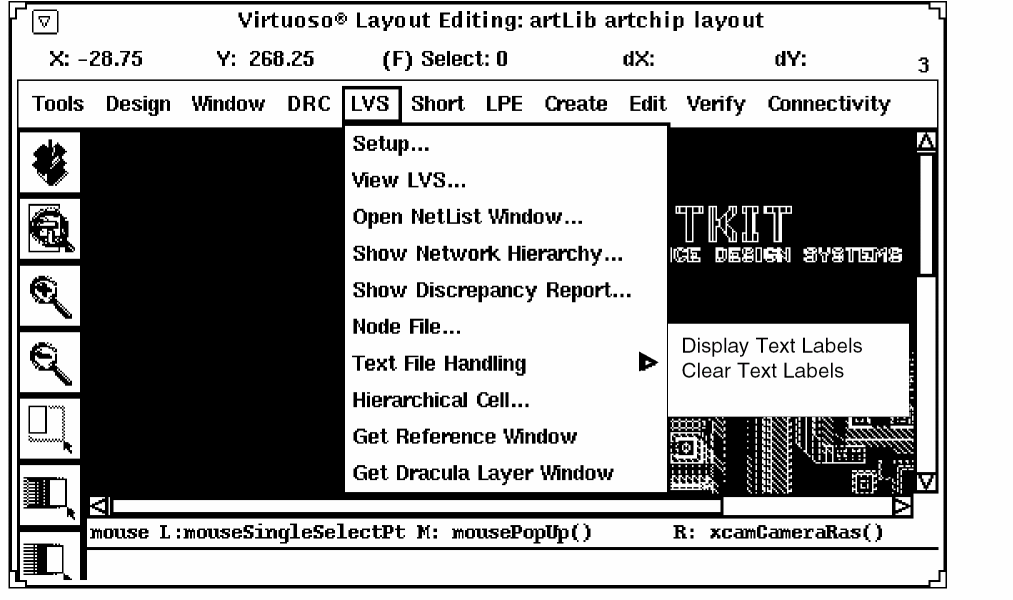 Virtuoso® Layout Editing: artLib artchip layout
X: -28.75 Y: 268.25 (F) Select: 0 dX: dY: 3
Tools Design Window DRC LVS Short LPE Create Edit Verify Connectivity
Setup...
View LVS...
Open NetList Window...
Show Network Hierarchy...
Show Discrepancy Report...
Node File...
Text File Handling
Hierarchical Cell...
Get Reference Window
Get Dracula Layer Window
TKIT
NCE DESIGN SYSTEMS
Display Text Labels
Clear Text Labels
mouse L:mouseSingleSelectPt M: mousePopUp() R: xcamCameraRas()